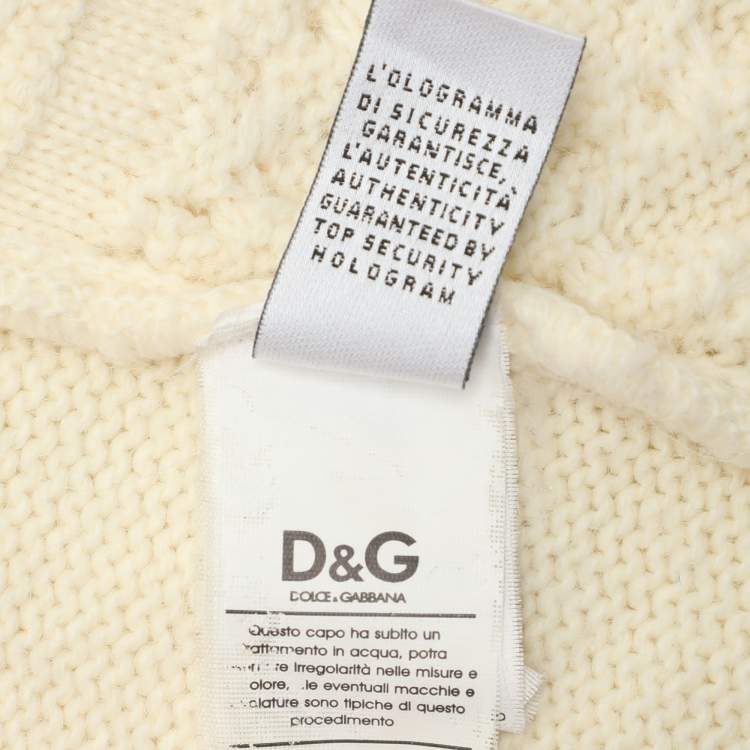 L'OLOGRAMMA
DI SICUREZZA
GARANTISCE,
L'AUTENTICITÀ
AUTHENTICITY
GUARANTEED BY
TOP SECURITY
HOLOGRAM
D&G
DOLCE & GABBANA
Questo capo ha subito un
in acqua, potra
irregolarità nelle misure e
le eventuali macchie e
sono tipiche di questo
procedimento